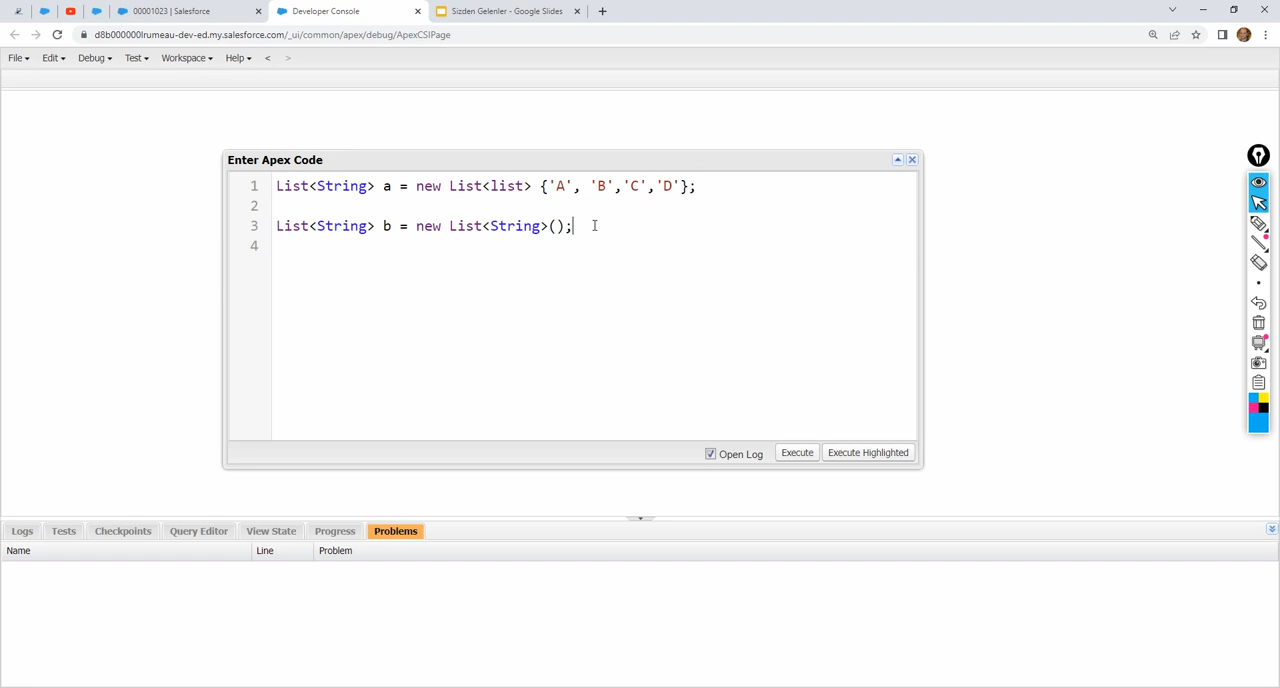 00001023 | Salesforce
Developer Console
Sizden Gelenler - Google Slides
d8b000000lrumeau-dev-ed.my.salesforce.com/_ui/common/apex/debug/ApexCSIPage
File Edit Debug Test Workspace Help < >
Enter Apex Code
1 List<String> a = new List<list> {'A', 'B','C','D'};
2
3 List<String> b = new List<String>();
4
Open Log Execute Execute Highlighted
Logs Tests Checkpoints Query Editor View State Progress Problems
Name Line Problem